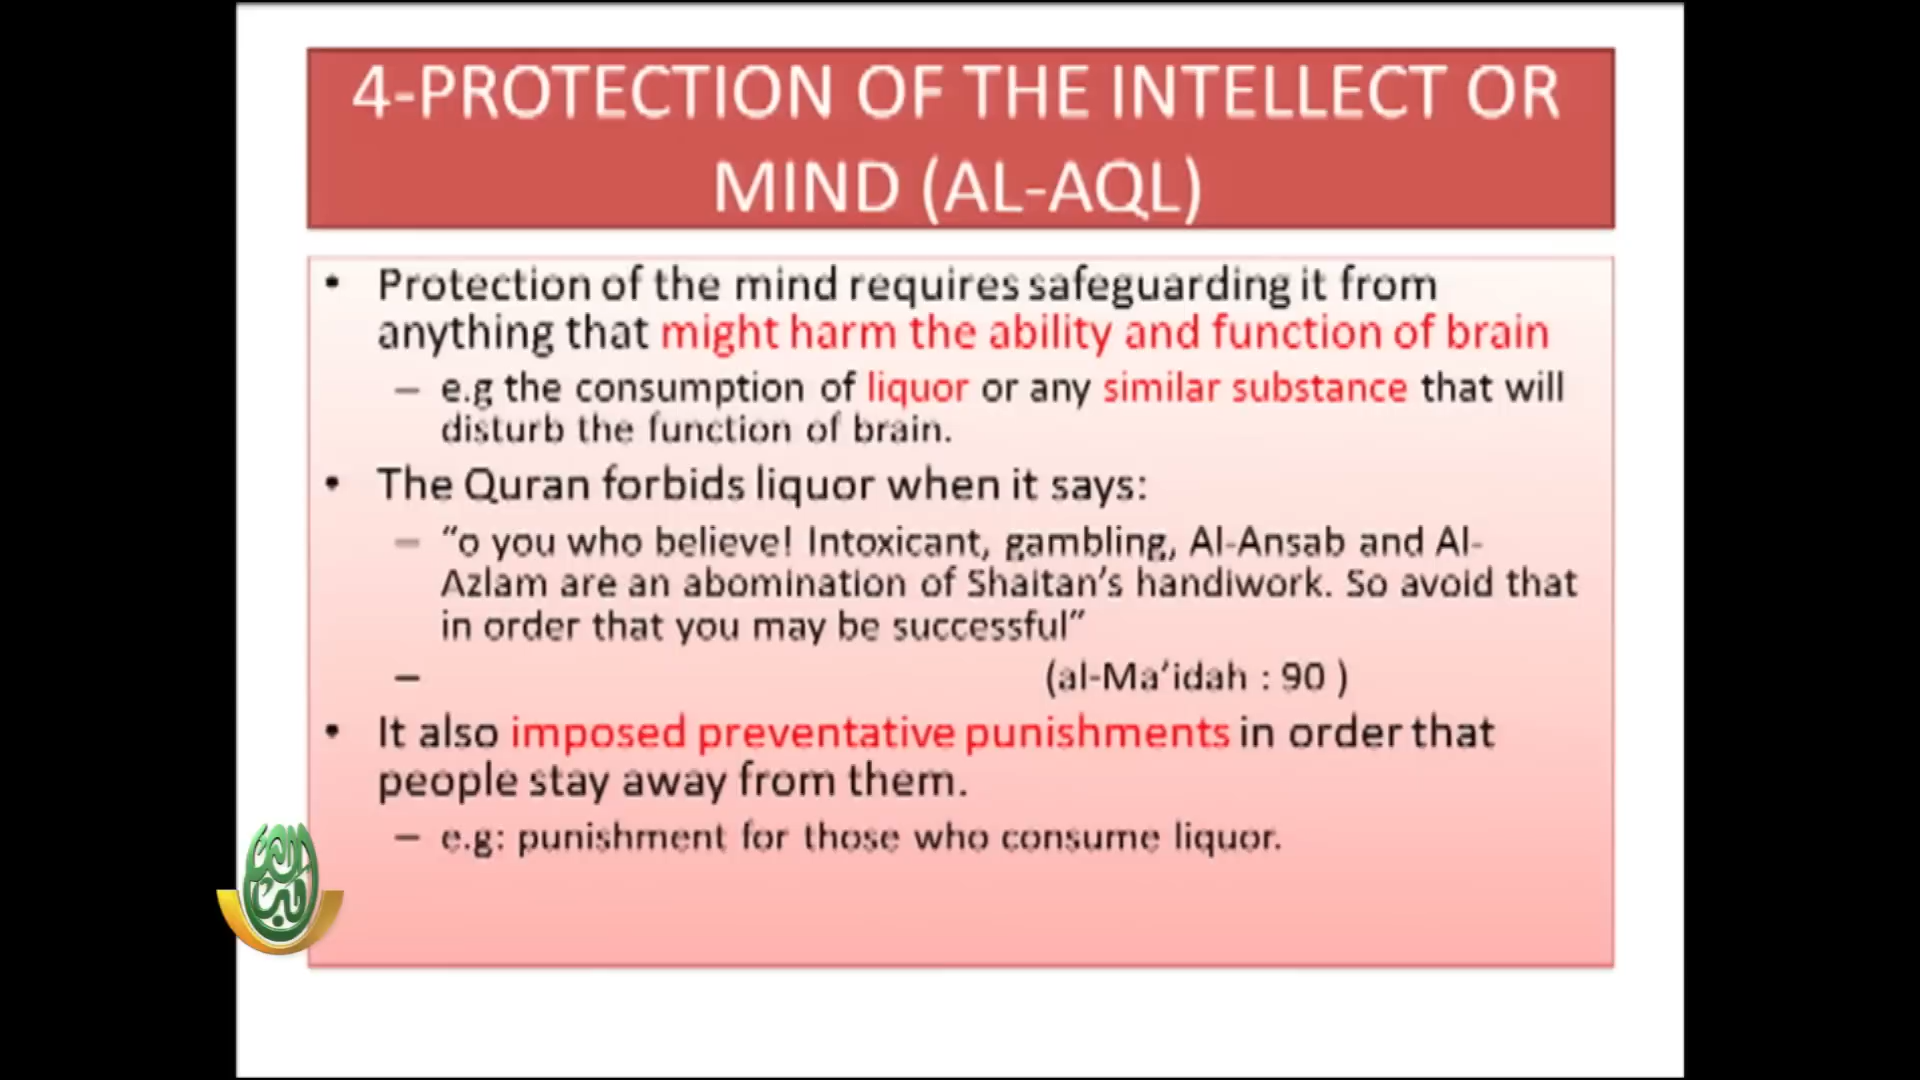 4-PROTECTION OF THE INTELLECT OR
MIND (AL-AQL)
• Protection of the mind requires safeguarding it from
anything that might harm the ability and function of brain
– e.g the consumption of liquor or any similar substance that will
disturb the function of brain.
• The Quran forbids liquor when it says:
– “o you who believe! Intoxicant, gambling, Al-Ansab and Al-
Azlam are an abomination of Shaitan’s handiwork. So avoid that
in order that you may be successful”
– (al-Ma’idah : 90 )
• It also imposed preventative punishments in order that
people stay away from them.
– e.g: punishment for those who consume liquor.